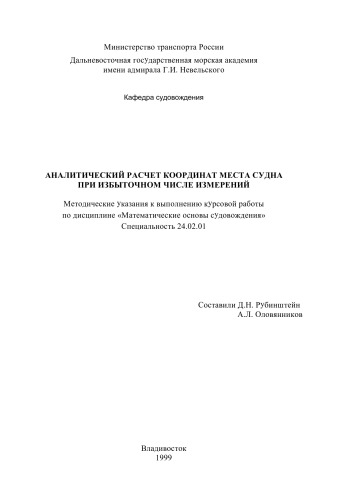 Министерство транспорта России
Дальневосточная государственная морская академия
имени адмирала Г.И. Невельского
Кафедра судовождения
АНАЛИТИЧЕСКИЙ РАСЧЕТ КООРДИНАТ МЕСТА СУДНА
ПРИ ИЗБЫТОЧНОМ ЧИСЛЕ ИЗМЕРЕНИЙ
Методические указания к выполнению курсовой работы
по дисциплине «Математические основы судовождения»
Специальность 24.02.01
Составили Д.Н. Рубинштейн
А.Л. Оловянников
Владивосток
1999